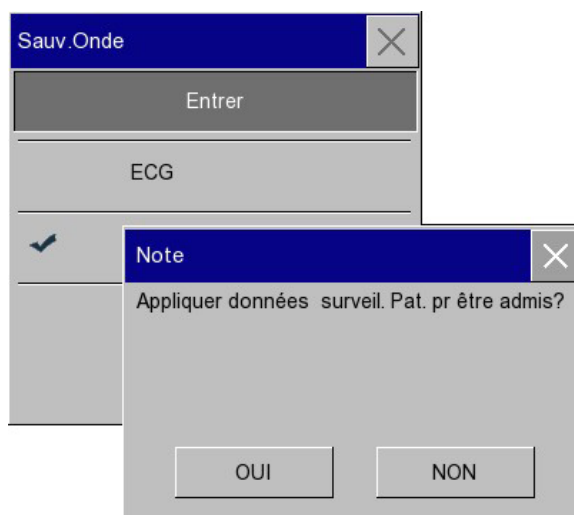 Sauv.Onde
Entrer
ECG
Note
Appliquer données surveil. Pat. pr être admis?
OUI
NON